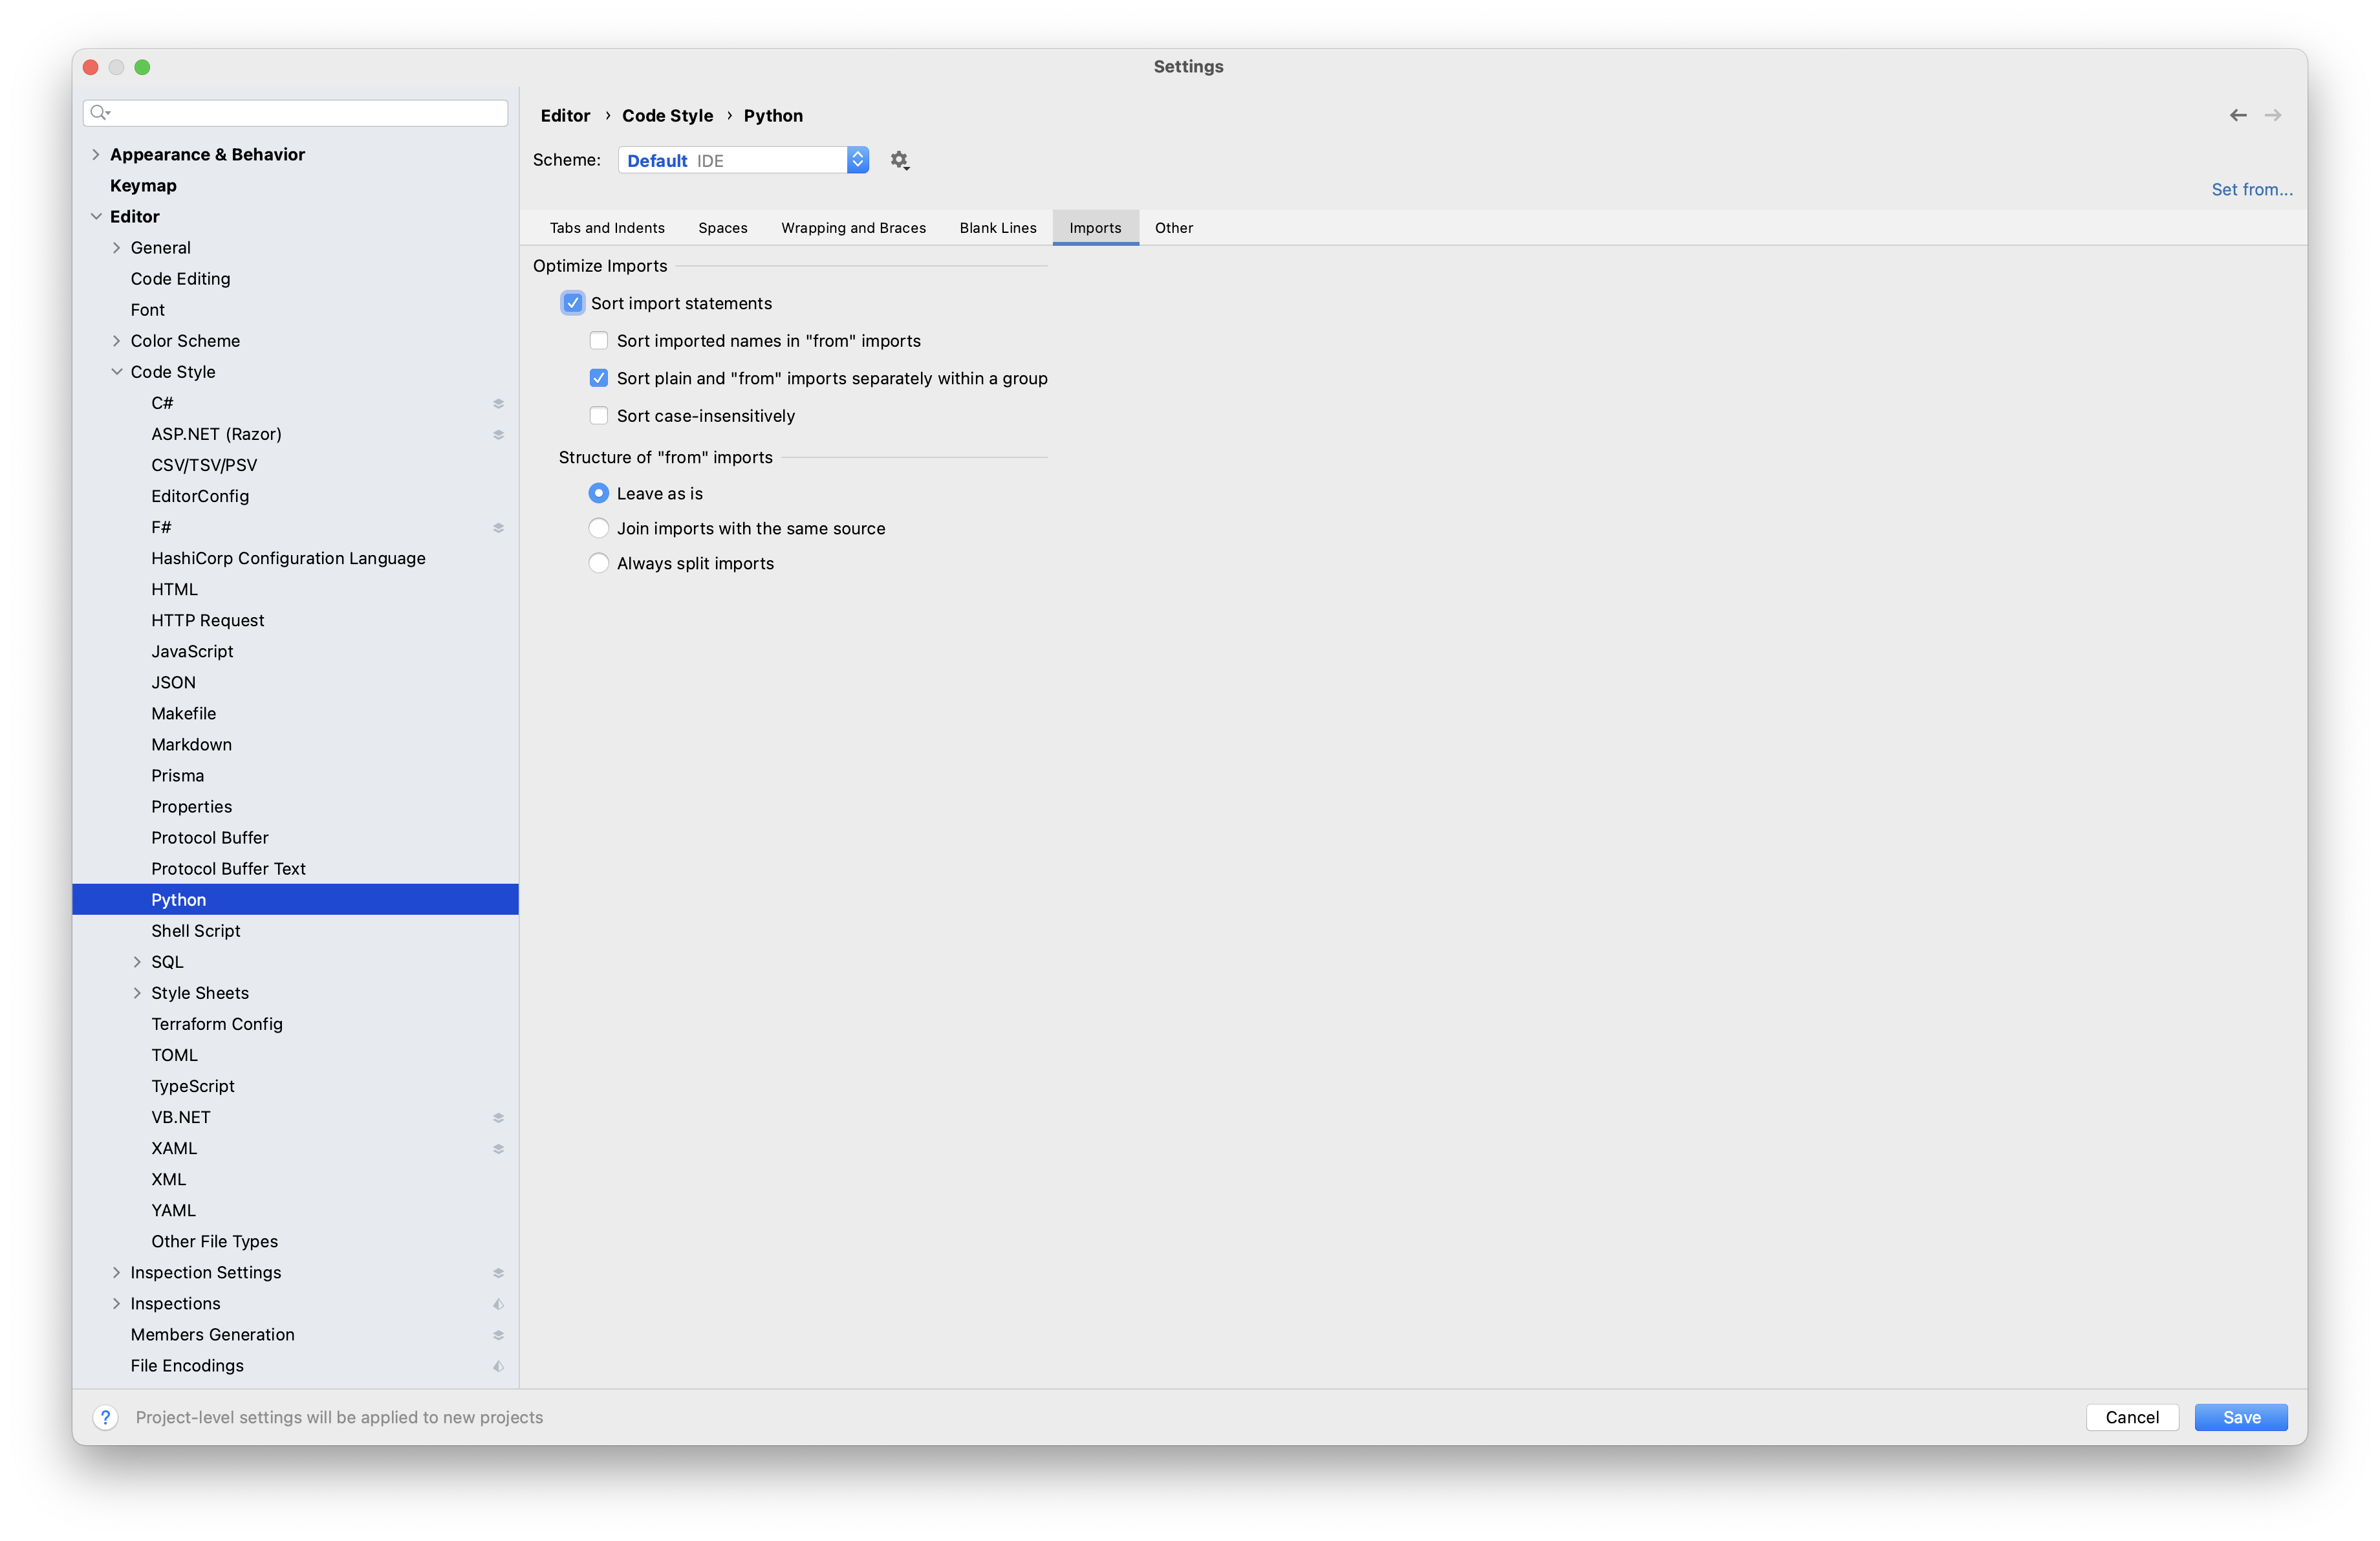 Settings
Appearance & Behavior
Keymap
Editor
General
Code Editing
Font
Color Scheme
Code Style
C#
ASP.NET (Razor)
CSV/TSV/PSV
EditorConfig
F#
HashiCorp Configuration Language
HTML
HTTP Request
JavaScript
JSON
Makefile
Markdown
Prisma
Properties
Protocol Buffer
Protocol Buffer Text
Python
Shell Script
SQL
Style Sheets
Terraform Config
TOML
TypeScript
VB.NET
XAML
XML
YAML
Other File Types
Inspection Settings
Inspections
Members Generation
File Encodings
Editor › Code Style › Python
Scheme: Default IDE
Set from...
Tabs and Indents Spaces Wrapping and Braces Blank Lines Imports Other
Optimize Imports
Sort import statements
Sort imported names in "from" imports
Sort plain and "from" imports separately within a group
Sort case-insensitively
Structure of "from" imports
Leave as is
Join imports with the same source
Always split imports
? Project-level settings will be applied to new projects
Cancel Save